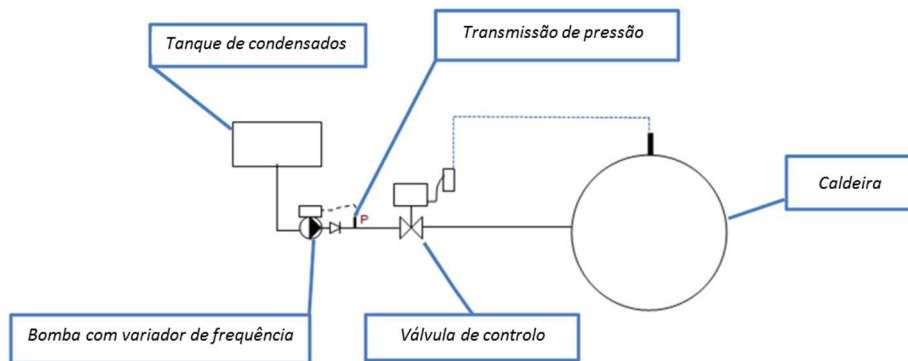 Tanque de condensados
Transmissão de pressão
Caldeira
P
Bomba com variador de frequência
Válvula de controlo